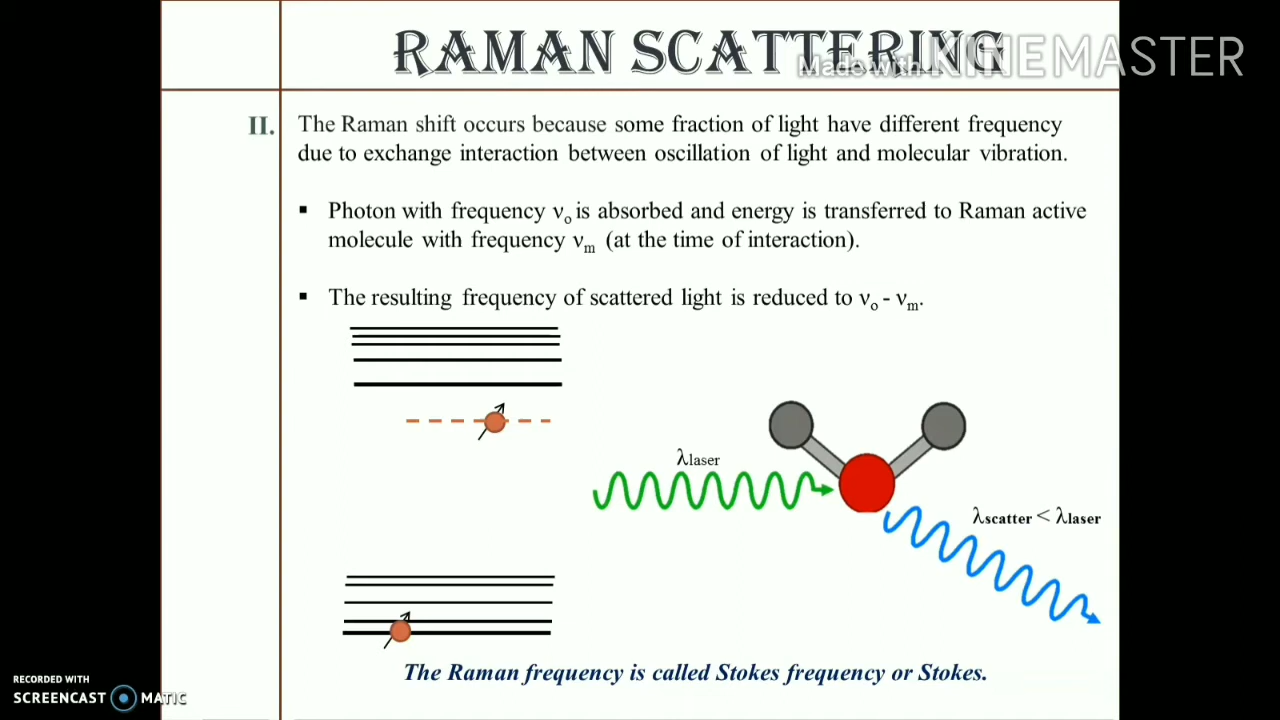 RAMAN SCATTERING
Made with KINEMASTER
II. The Raman shift occurs because some fraction of light have different frequency
due to exchange interaction between oscillation of light and molecular vibration.
▪ Photon with frequency νo is absorbed and energy is transferred to Raman active
molecule with frequency νm (at the time of interaction).
▪ The resulting frequency of scattered light is reduced to νo - νm.
λlaser
λscatter < λlaser
The Raman frequency is called Stokes frequency or Stokes.
RECORDED WITH
SCREENCAST MATIC